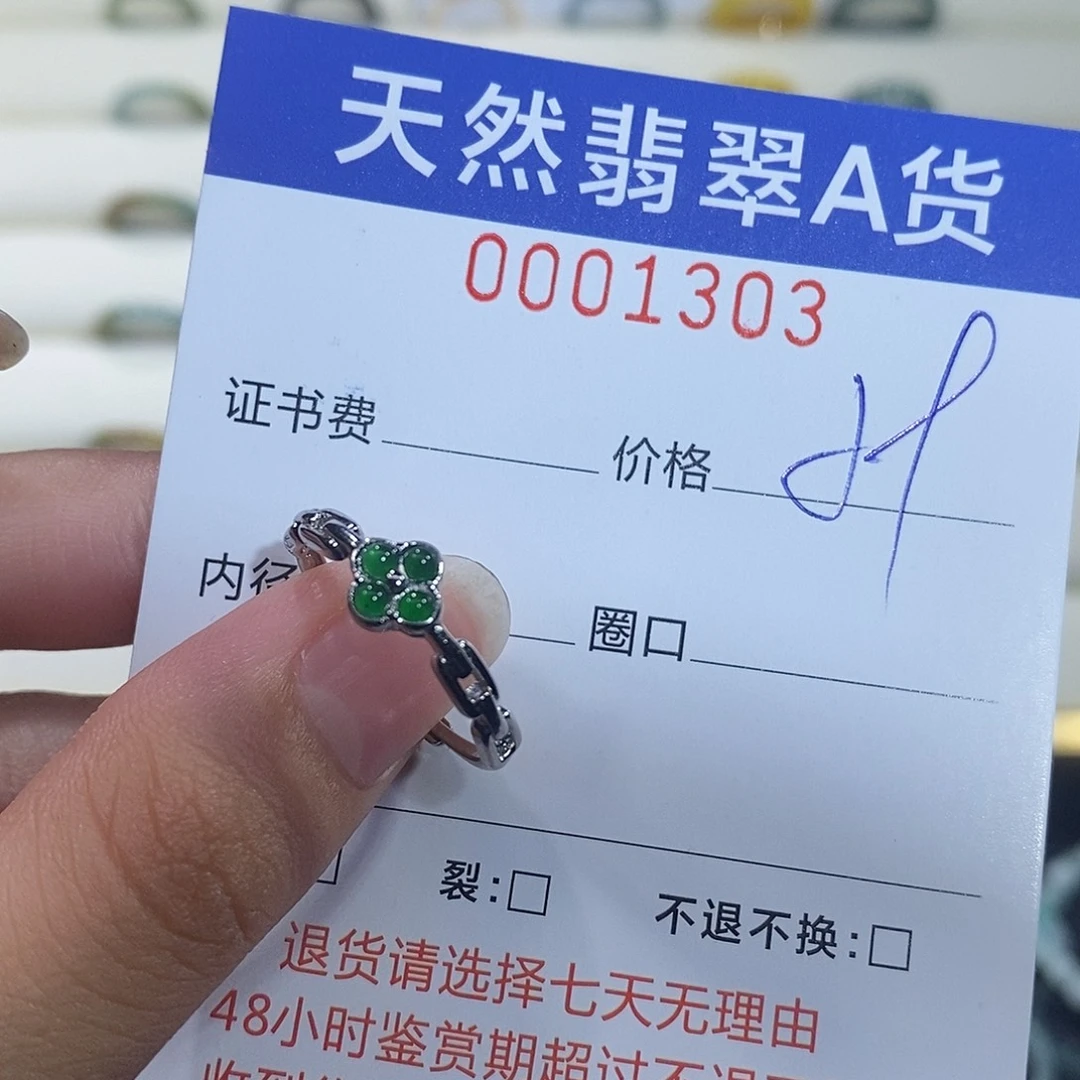 天然翡翠A货
0001303
证书费 价格
内径 圈口
裂:□ 不退不换:□
退货请选择七天无理由
48小时鉴赏期超过不退